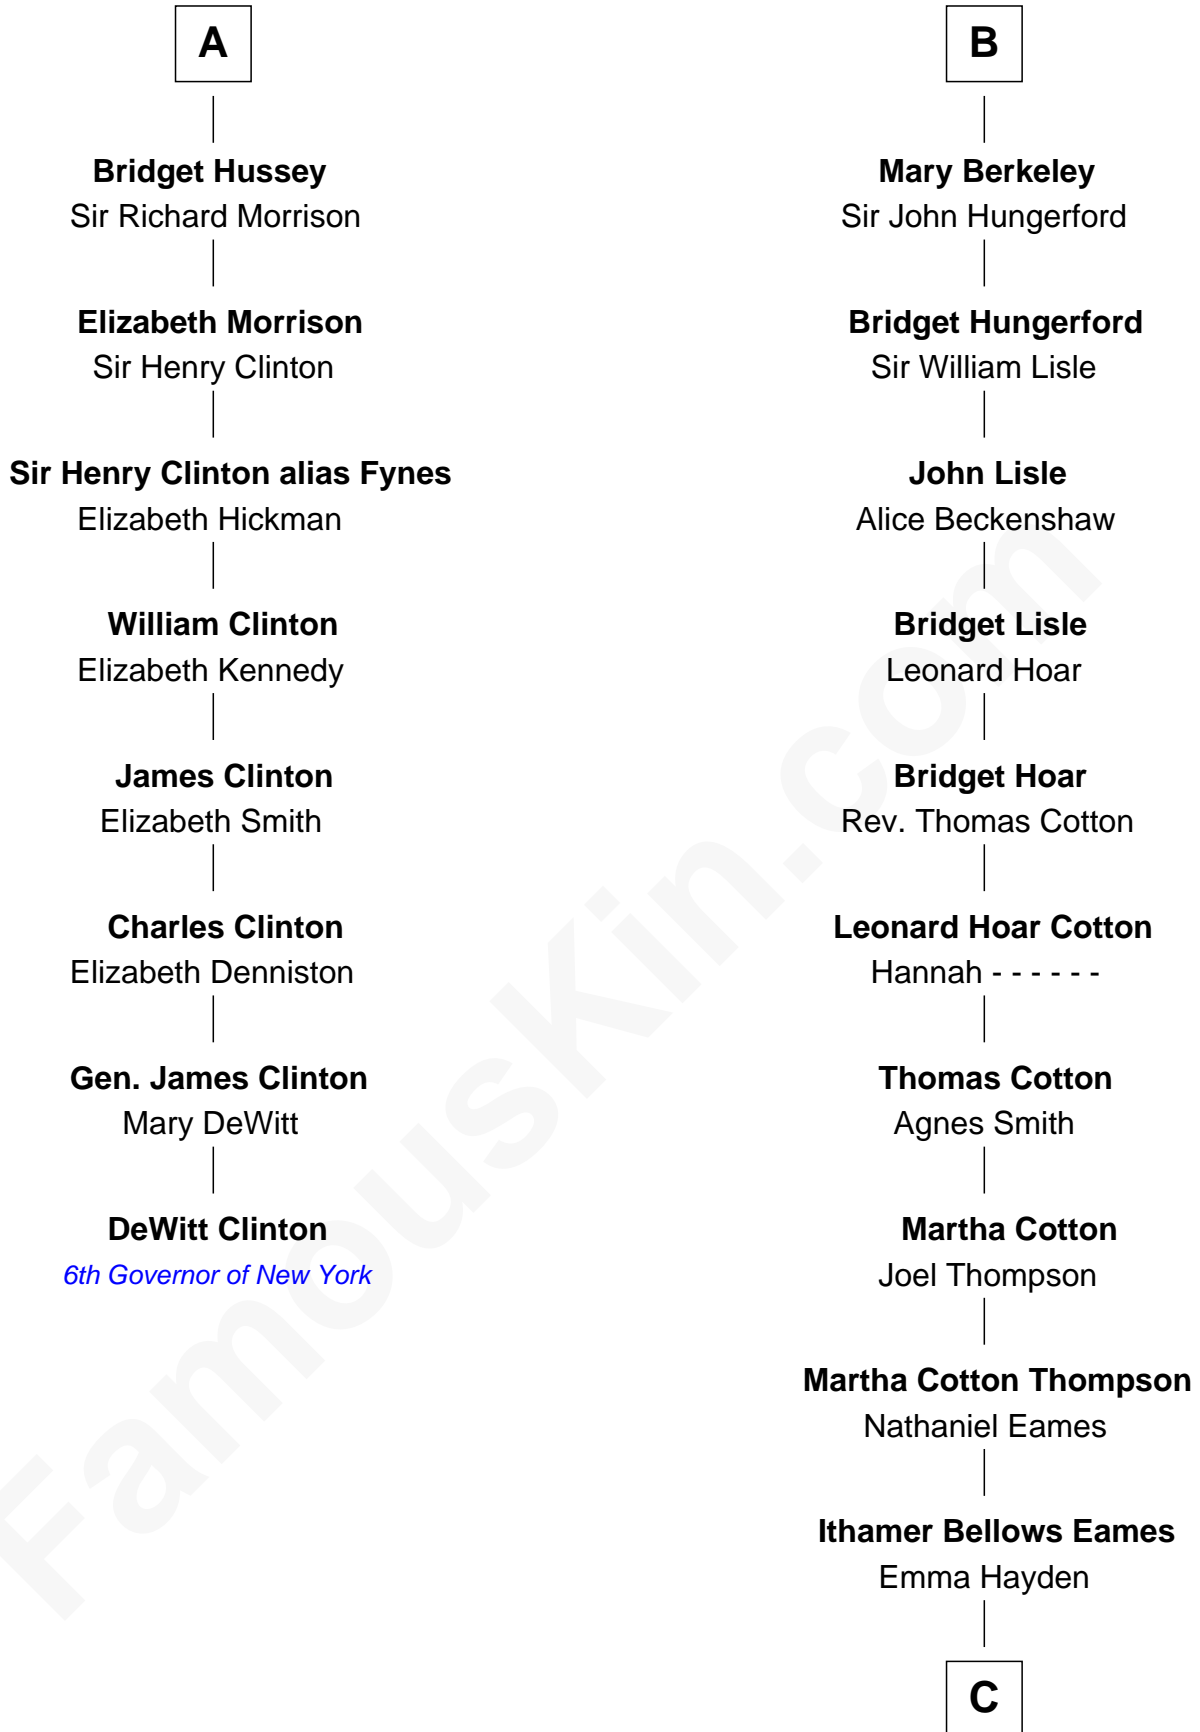 A
Bridget Hussey
Sir Richard Morrison
Elizabeth Morrison
Sir Henry Clinton
Sir Henry Clinton alias Fynes
Elizabeth Hickman
William Clinton
Elizabeth Kennedy
James Clinton
Elizabeth Smith
Charles Clinton
Elizabeth Denniston
Gen. James Clinton
Mary DeWitt
DeWitt Clinton
6th Governor of New York
B
Mary Berkeley
Sir John Hungerford
Bridget Hungerford
Sir William Lisle
John Lisle
Alice Beckenshaw
Bridget Lisle
Leonard Hoar
Bridget Hoar
Rev. Thomas Cotton
Leonard Hoar Cotton
Hannah - - - - - -
Thomas Cotton
Agnes Smith
Martha Cotton
Joel Thompson
Martha Cotton Thompson
Nathaniel Eames
Ithamer Bellows Eames
Emma Hayden
C
FamousKin.com